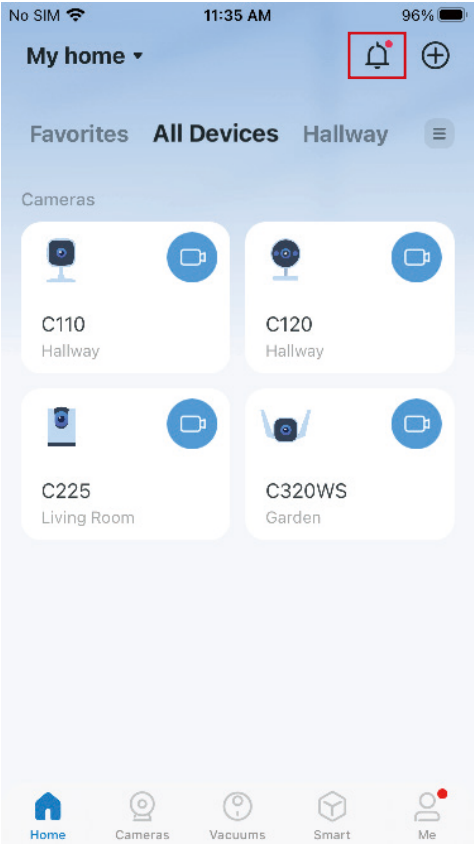 No SIM 11:35 AM 96%
My home
Favorites All Devices Hallway
Cameras
C110 C120
Hallway Hallway
C225 C320WS
Living Room Garden
Home Cameras Vacuums Smart Me